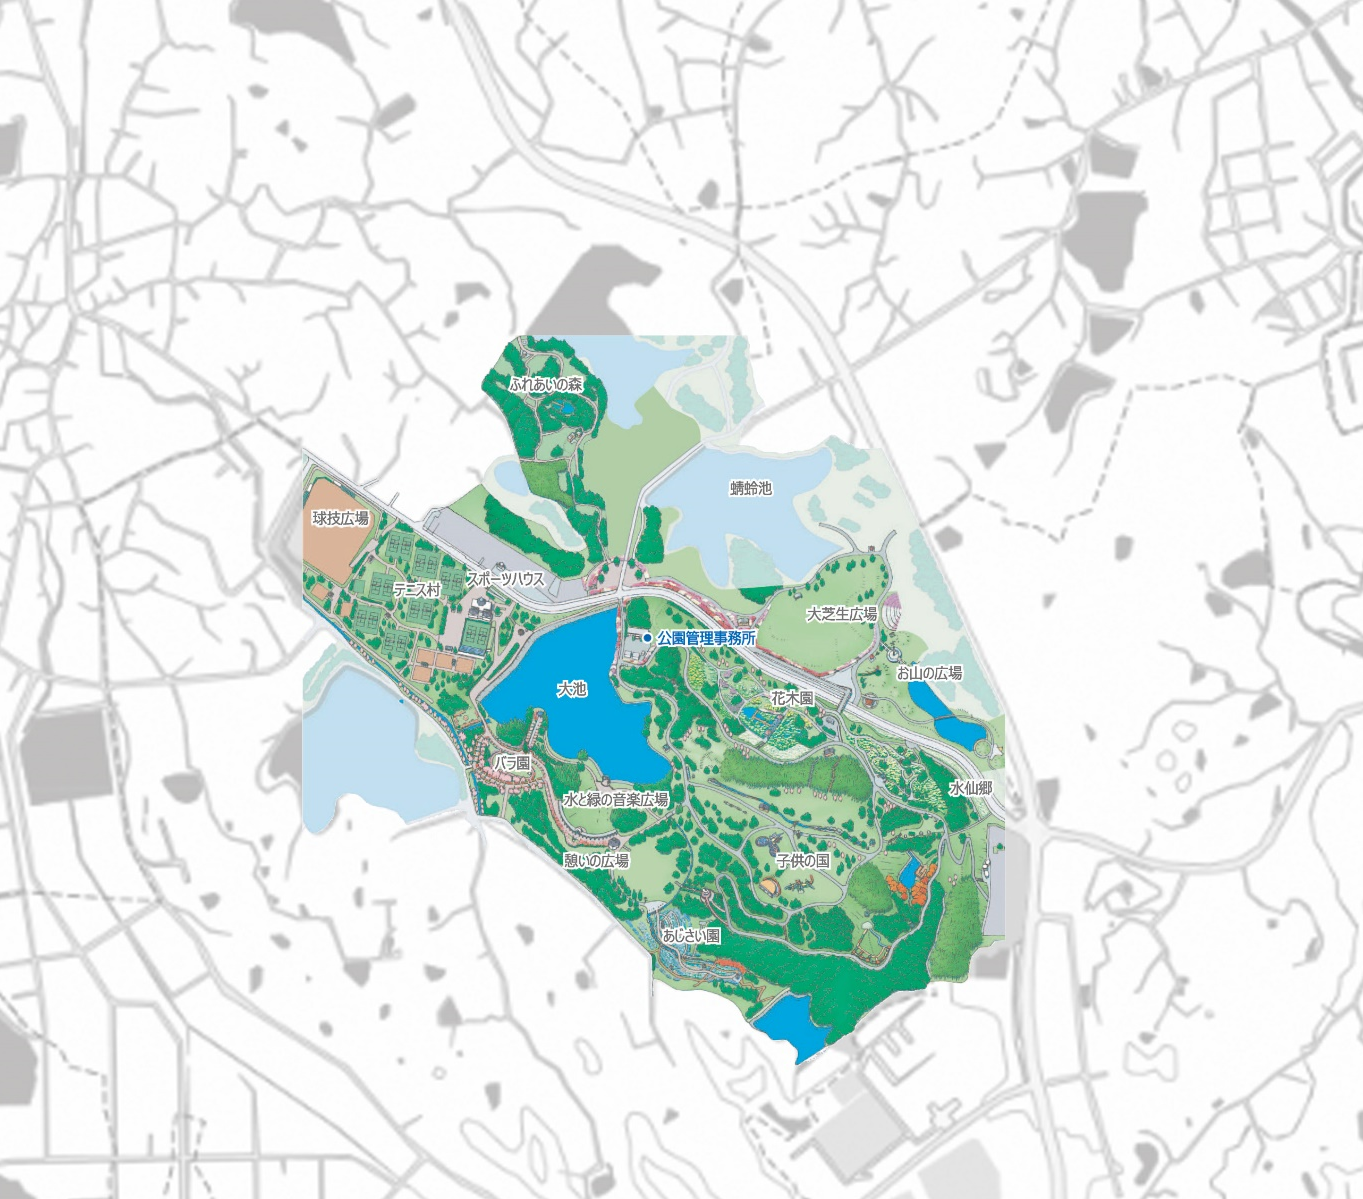 ふれあいの森
蜻蛉池
球技広場
スポーツハウス
テニス村
大芝生広場
公園管理事務所
お山の広場
大池
花木園
バラ園
水仙郷
水と緑の音楽広場
憩いの広場
子供の国
あじさい園